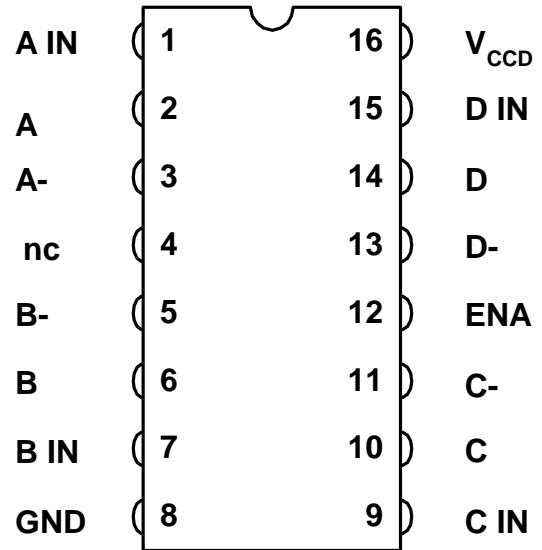 A IN 1 16 VCCD
A 2 15 D IN
A- 3 14 D
nc 4 13 D-
B- 5 12 ENA
B 6 11 C-
B IN 7 10 C
GND 8 9 C IN